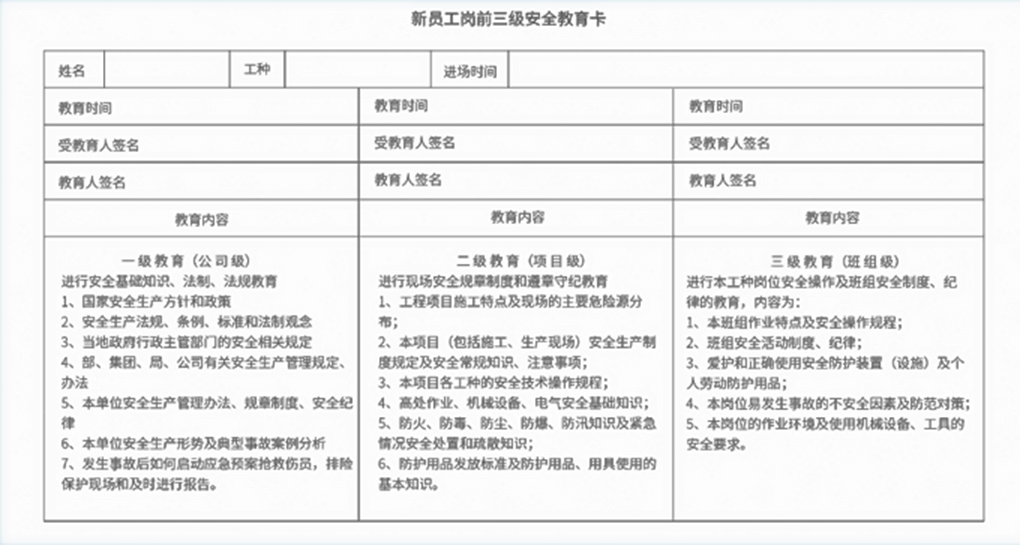 新员工岗前三级安全教育卡
姓名 工种 进场时间
教育时间 教育时间 教育时间
受教育人签名 受教育人签名 受教育人签名
教育人签名 教育人签名 教育人签名
教育内容 教育内容 教育内容
一级教育（公司级）
进行安全基础知识、法制、法规教育
1、国家安全生产方针和政策
2、安全生产法规、条例、标准和法制观念
3、当地政府行政主管部门的安全相关规定
4、部、集团、局、公司有关安全生产管理规定、
办法
5、本单位安全生产管理办法、规章制度、安全纪
律
6、本单位安全生产形势及典型事故案例分析
7、发生事故后如何启动应急预案抢救伤员，排险
保护现场和及时进行报告。
二级教育（项目级）
进行现场安全规章制度和遵章守纪教育
1、工程项目施工特点及现场的主要危险源分
布；
2、本项目（包括施工、生产现场）安全生产制
度规定及安全常规知识、注意事项；
3、本项目各工种的安全技术操作规程；
4、高处作业、机械设备、电气安全基础知识；
5、防火、防毒、防尘、防爆、防汛知识及紧急
情况安全处置和疏散知识；
6、防护用品发放标准及防护用品、用具使用的
基本知识。
三级教育（班组级）
进行本工种岗位安全操作及班组安全制度、纪
律的教育，内容为：
1、本班组作业特点及安全操作规程；
2、班组安全活动制度、纪律；
3、爱护和正确使用安全防护装置（设施）及个
人劳动防护用品；
4、本岗位易发生事故的不安全因素及防范对策；
5、本岗位的作业环境及使用机械设备、工具的
安全要求。